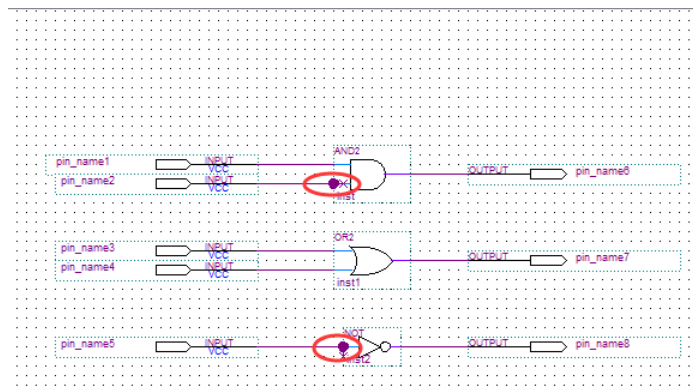 AND2
pin_name1 INPUT VCC
OUTPUT pin_name6
pin_name2 INPUT VCC
inst
OR2
pin_name3 INPUT VCC
OUTPUT pin_name7
pin_name4 INPUT VCC
inst1
NOT
pin_name5 INPUT VCC
OUTPUT pin_name8
inst2